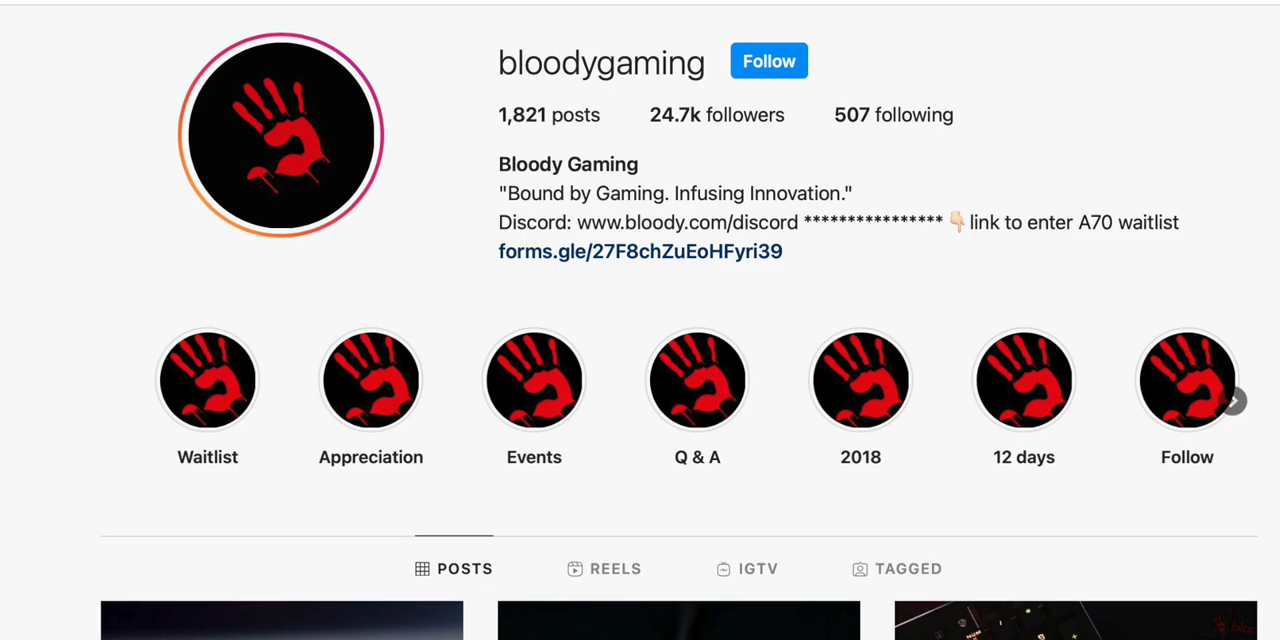 bloodygaming Follow
1,821 posts 24.7k followers 507 following
Bloody Gaming
"Bound by Gaming. Infusing Innovation."
Discord: www.bloody.com/discord **************** 👇🏻link to enter A70 waitlist
forms.gle/27F8chZuEoHFyri39
Waitlist Appreciation Events Q & A 2018 12 days Follow
POSTS REELS IGTV TAGGED